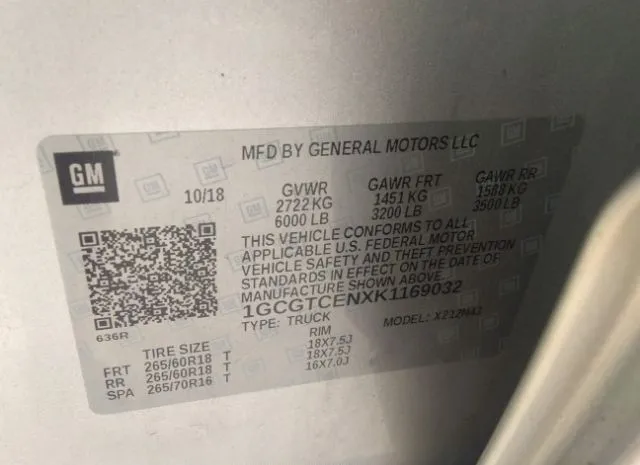 GM
MFD BY GENERAL MOTORS LLC
10/18 GVWR GAWR FRT GAWR RR
2722 KG 1451 KG 1588 KG
6000 LB 3200 LB 3500 LB
THIS VEHICLE CONFORMS TO ALL
APPLICABLE U.S. FEDERAL MOTOR
VEHICLE SAFETY AND THEFT PREVENTION
STANDARDS IN EFFECT ON THE DATE OF
MANUFACTURE SHOWN ABOVE.
1GCGTCENXK1169032
TYPE: TRUCK MODEL: X212N43
636R
TIRE SIZE RIM
FRT 265/60R18 T 18X7.5J
RR 265/60R18 T 18X7.5J
SPA 265/70R16 T 16X7.0J